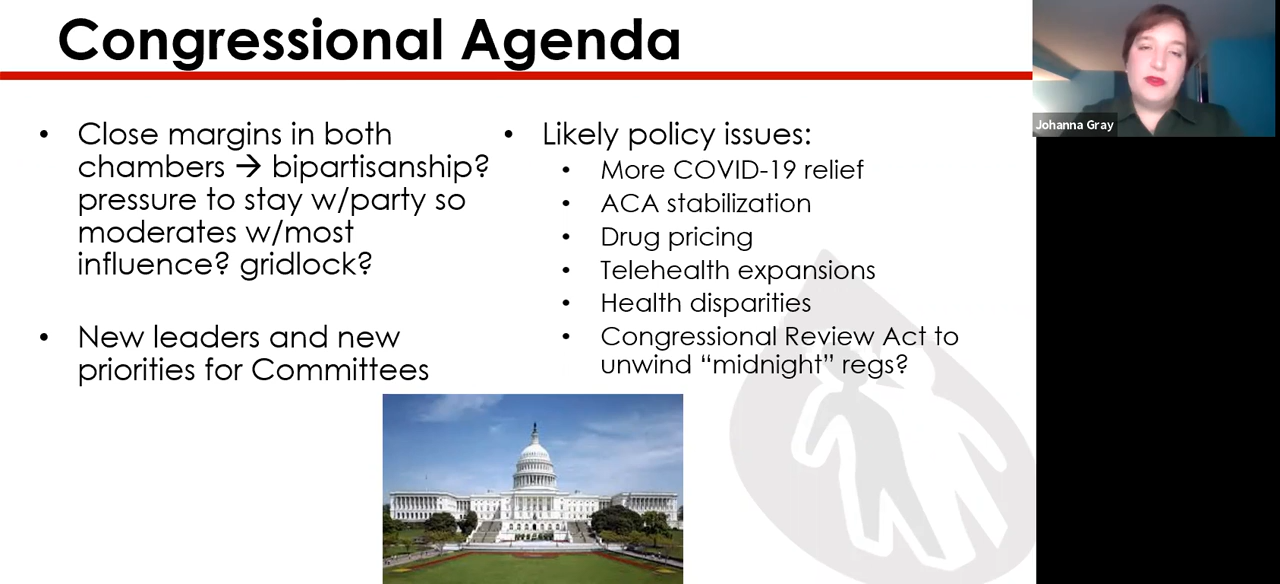 Congressional Agenda
Close margins in both
chambers → bipartisanship?
pressure to stay w/party so
moderates w/most
influence? gridlock?
New leaders and new
priorities for Committees
Likely policy issues:
More COVID-19 relief
ACA stabilization
Drug pricing
Telehealth expansions
Health disparities
Congressional Review Act to
unwind “midnight” regs?
Johanna Gray